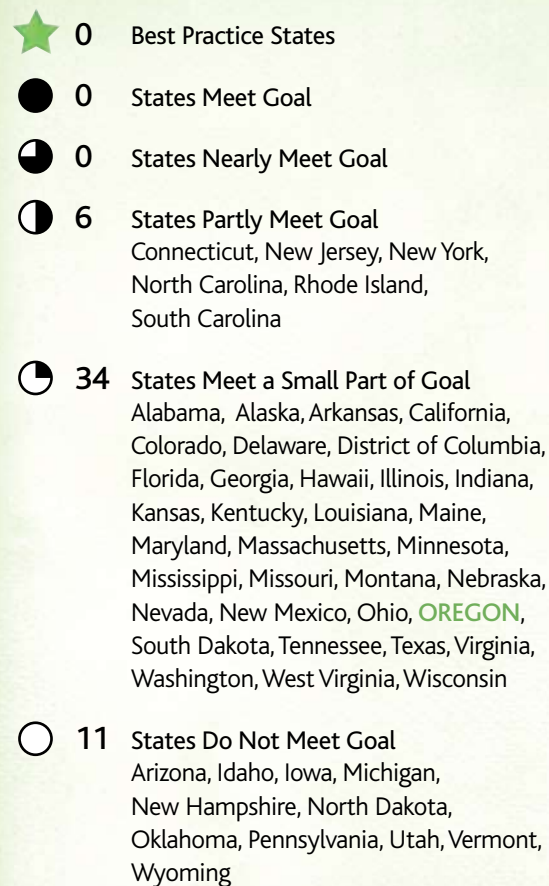 0 Best Practice States
0 States Meet Goal
0 States Nearly Meet Goal
6 States Partly Meet Goal
Connecticut, New Jersey, New York,
North Carolina, Rhode Island,
South Carolina
34 States Meet a Small Part of Goal
Alabama, Alaska, Arkansas, California,
Colorado, Delaware, District of Columbia,
Florida, Georgia, Hawaii, Illinois, Indiana,
Kansas, Kentucky, Louisiana, Maine,
Maryland, Massachusetts, Minnesota,
Mississippi, Missouri, Montana, Nebraska,
Nevada, New Mexico, Ohio, OREGON,
South Dakota, Tennessee, Texas, Virginia,
Washington, West Virginia, Wisconsin
11 States Do Not Meet Goal
Arizona, Idaho, Iowa, Michigan,
New Hampshire, North Dakota,
Oklahoma, Pennsylvania, Utah, Vermont,
Wyoming